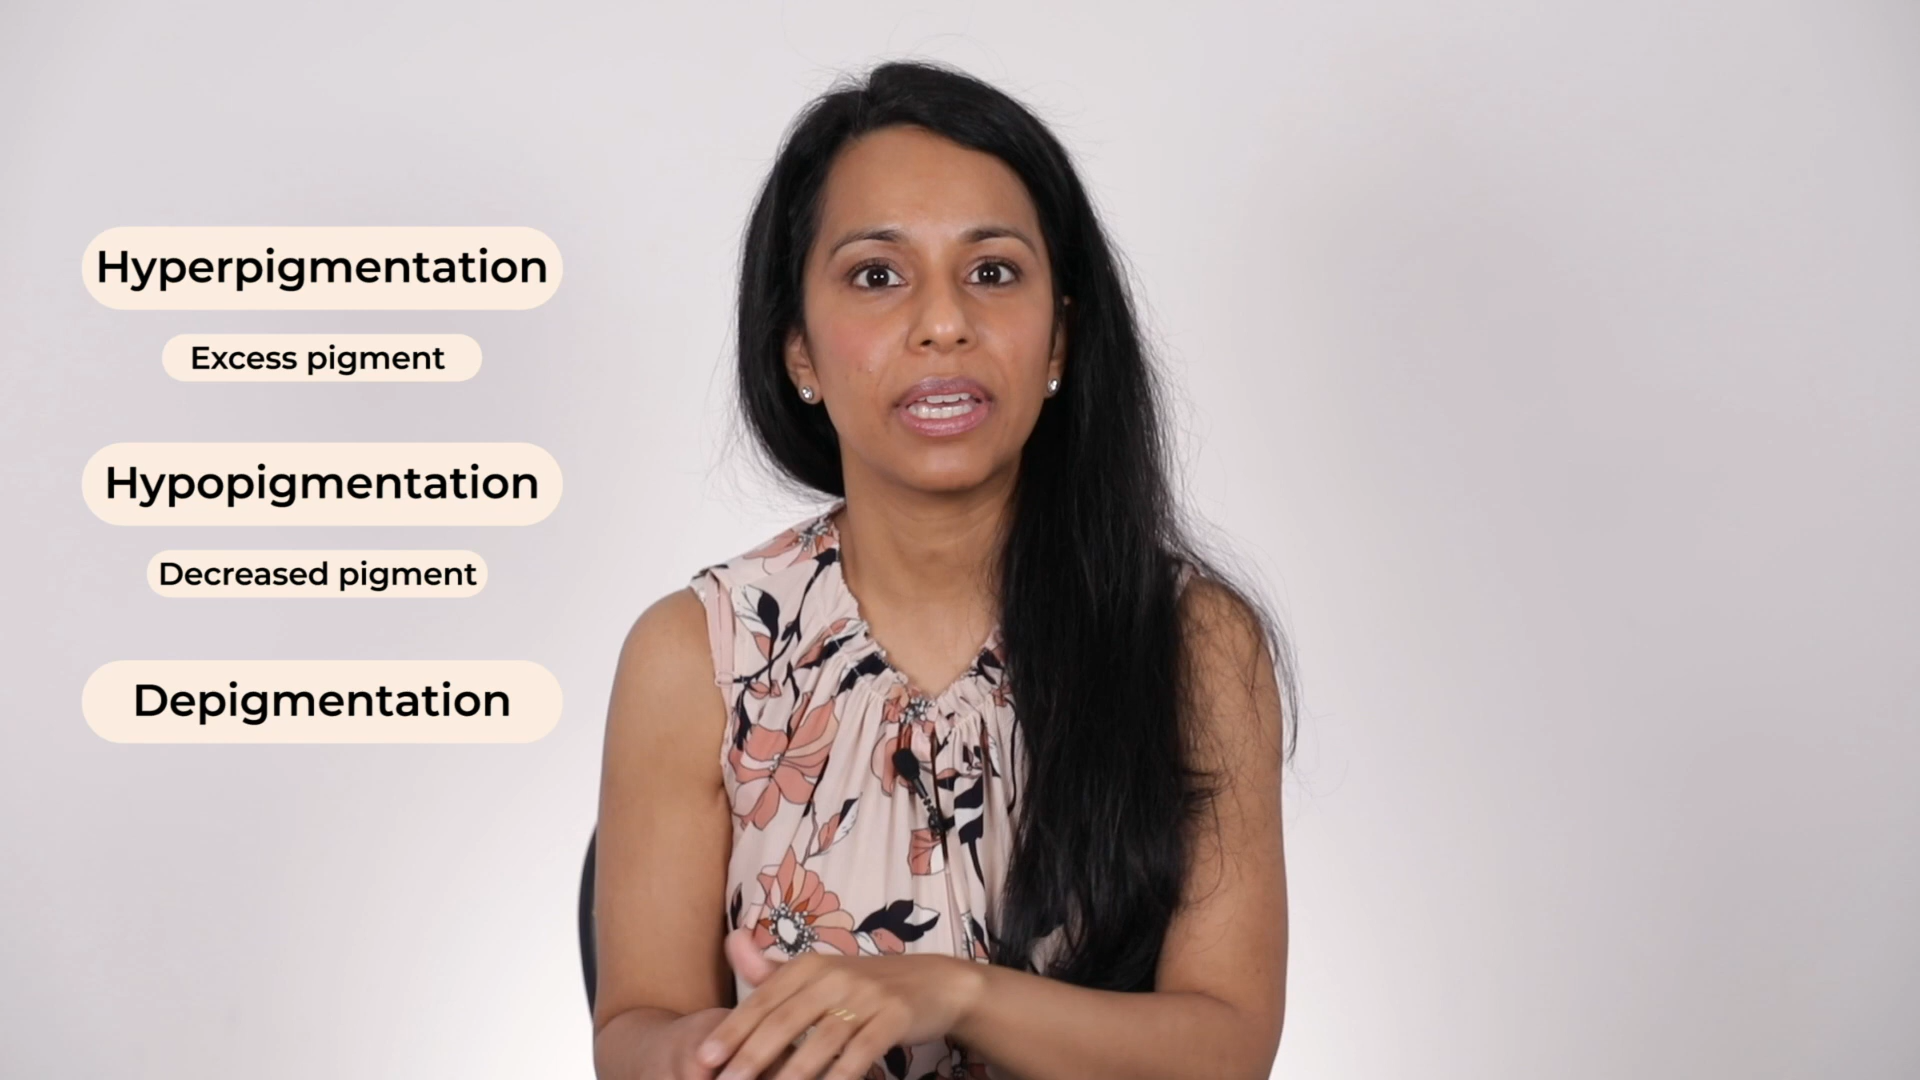 Hyperpigmentation
Excess pigment
Hypopigmentation
Decreased pigment
Depigmentation